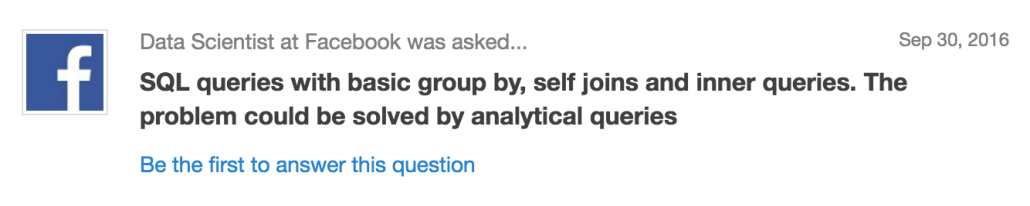 Data Scientist at Facebook was asked...
Sep 30, 2016
SQL queries with basic group by, self joins and inner queries. The
problem could be solved by analytical queries
Be the first to answer this question